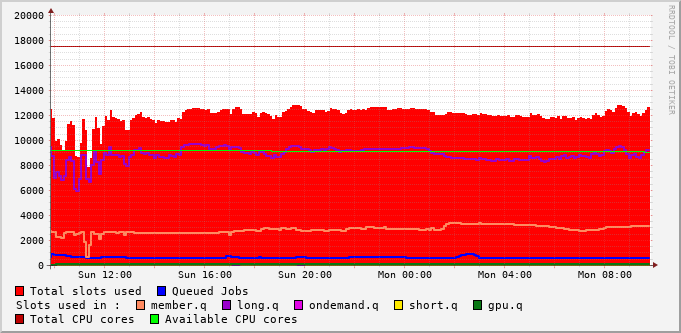 20000
18000
16000
14000
12000
10000
8000
6000
4000
2000
0
Sun 12:00 Sun 16:00 Sun 20:00 Mon 00:00 Mon 04:00 Mon 08:00
RRDTOOL / TOBI OETIKER
Total slots used Queued Jobs
Slots used in : member.q long.q ondemand.q short.q gpu.q
Total CPU cores Available CPU cores